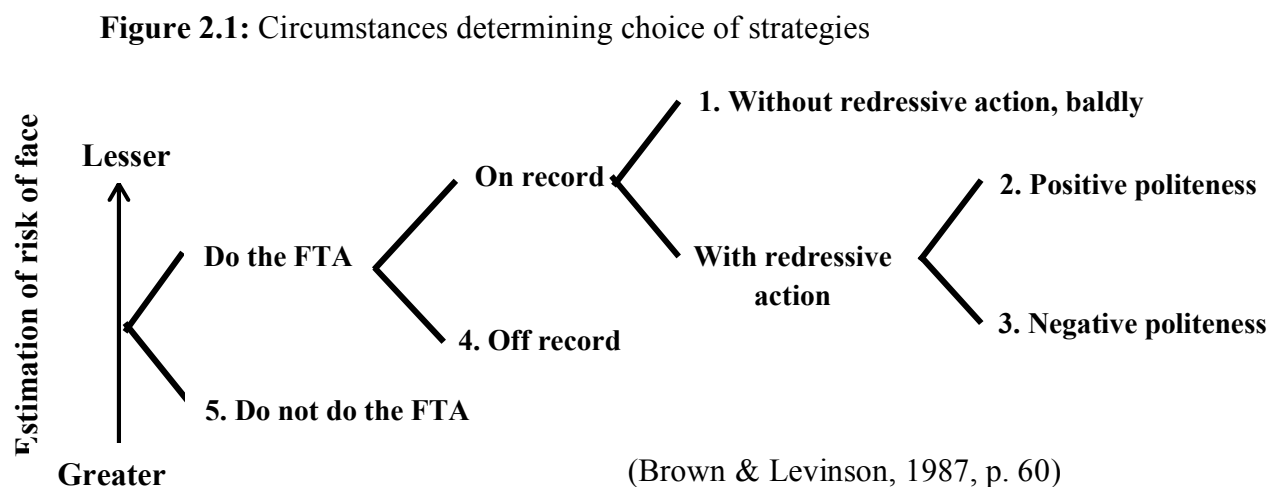 Figure 2.1: Circumstances determining choice of strategies
Estimation of risk of face
Lesser
Greater
1. Without redressive action, baldly
On record
2. Positive politeness
Do the FTA
With redressive
action
3. Negative politeness
4. Off record
5. Do not do the FTA
(Brown & Levinson, 1987, p. 60)